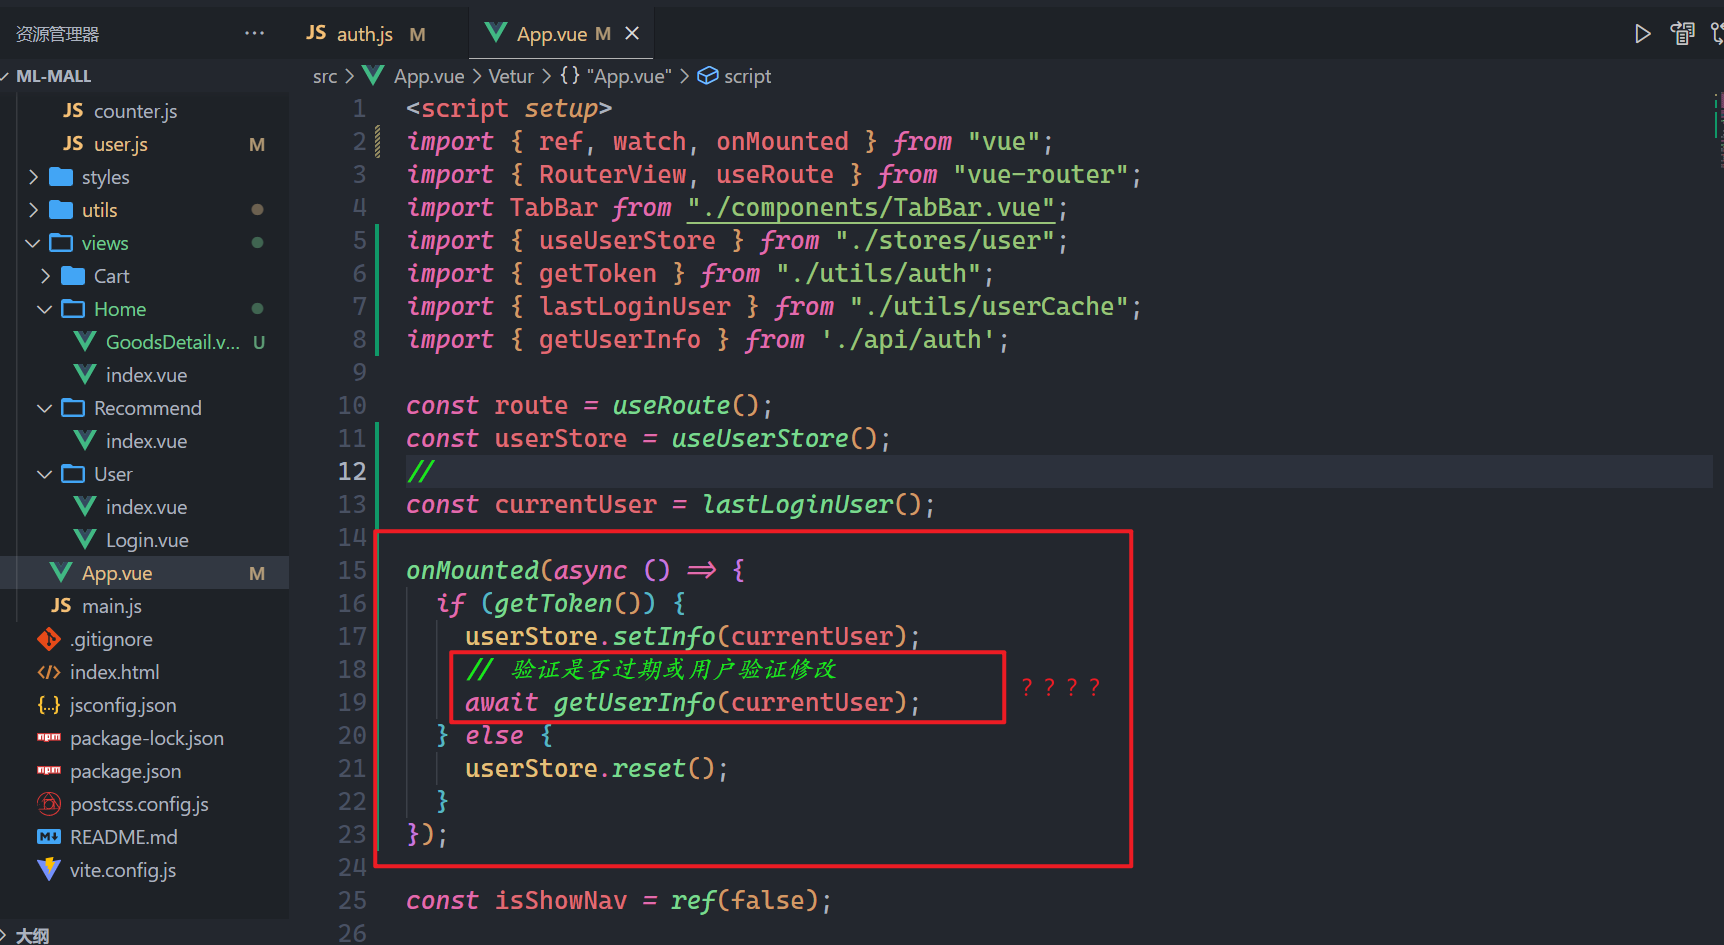 资源管理器 ···
ML-MALL
JS counter.js
JS user.js M
styles
utils
views
Cart
Home
GoodsDetail.v... U
index.vue
Recommend
index.vue
User
index.vue
Login.vue
App.vue M
JS main.js
.gitignore
index.html
jsconfig.json
package-lock.json
package.json
postcss.config.js
README.md
vite.config.js
大纲
JS auth.js M
App.vue M
src > App.vue > Vetur > {} "App.vue" > script
1 <script setup>
2 import { ref, watch, onMounted } from "vue";
3 import { RouterView, useRoute } from "vue-router";
4 import TabBar from "./components/TabBar.vue";
5 import { useUserStore } from "./stores/user";
6 import { getToken } from "./utils/auth";
7 import { lastLoginUser } from "./utils/userCache";
8 import { getUserInfo } from './api/auth';
9
10 const route = useRoute();
11 const userStore = useUserStore();
12 //
13 const currentUser = lastLoginUser();
14
15 onMounted(async () => {
16 if (getToken()) {
17 userStore.setInfo(currentUser);
18 // 验证是否过期或用户验证修改
19 await getUserInfo(currentUser); ？？？？
20 } else {
21 userStore.reset();
22 }
23 });
24
25 const isShowNav = ref(false);
26